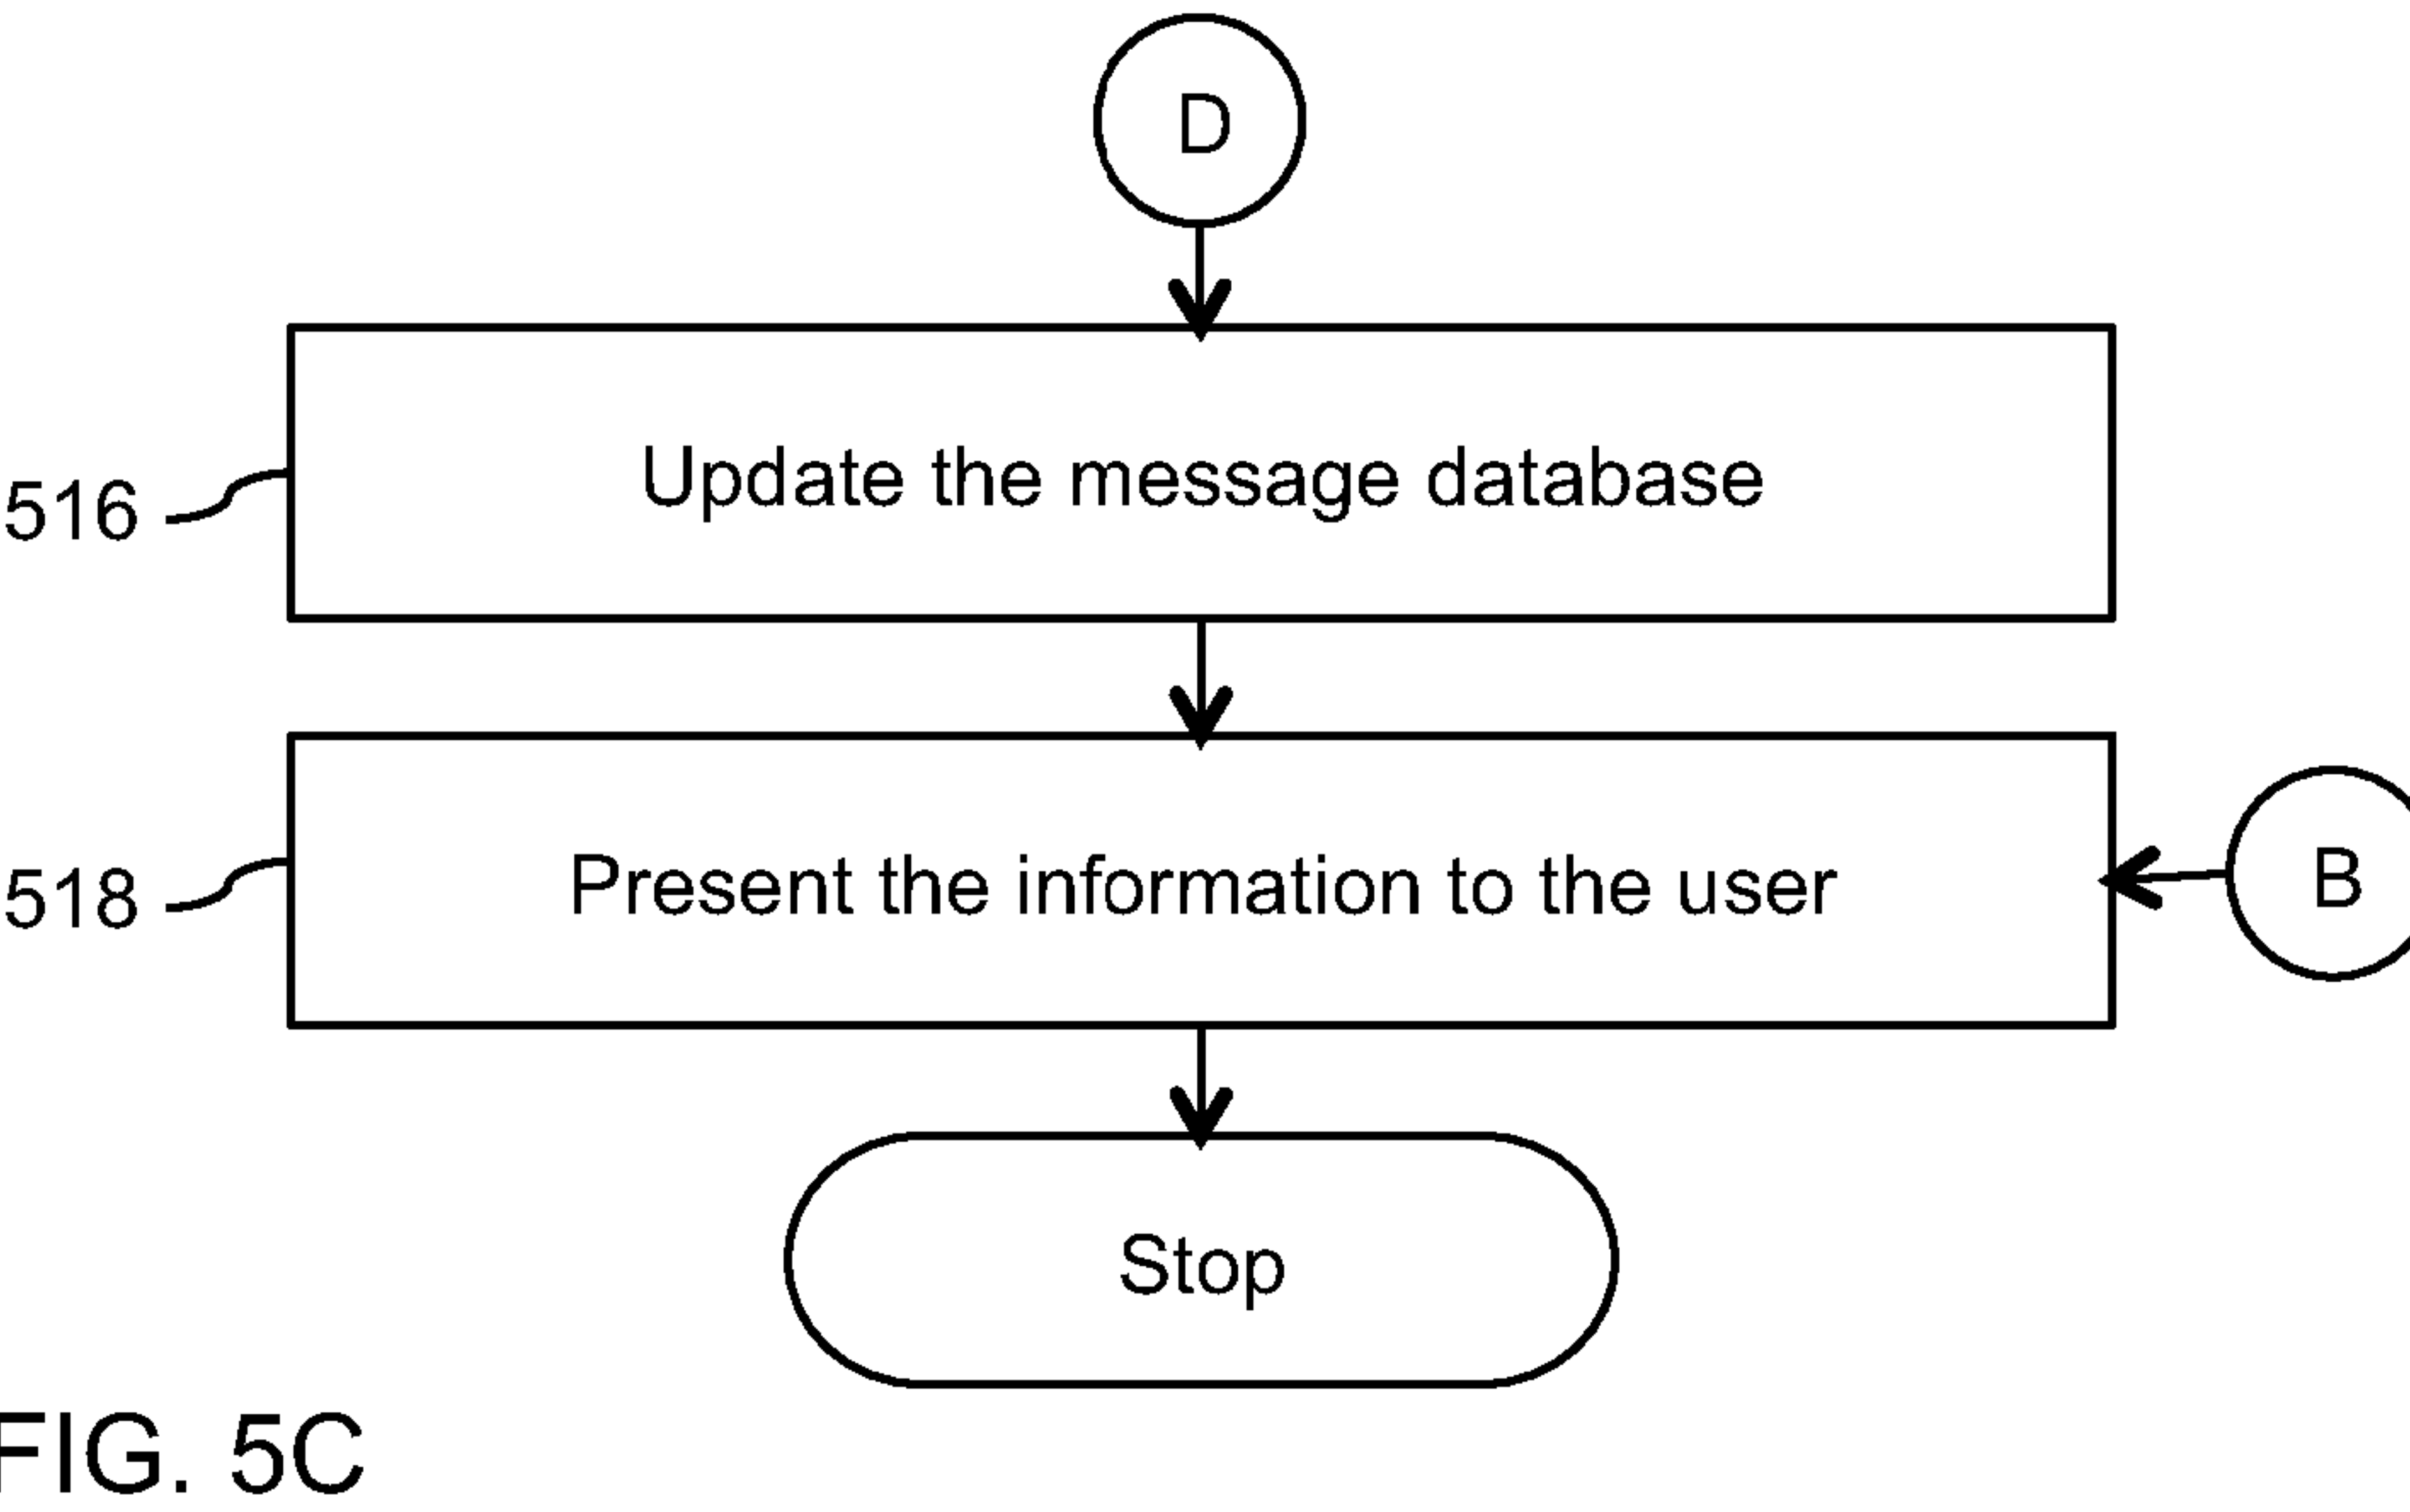 D
Update the message database
516
Present the information to the user
B
518
Stop
FIG. 5C